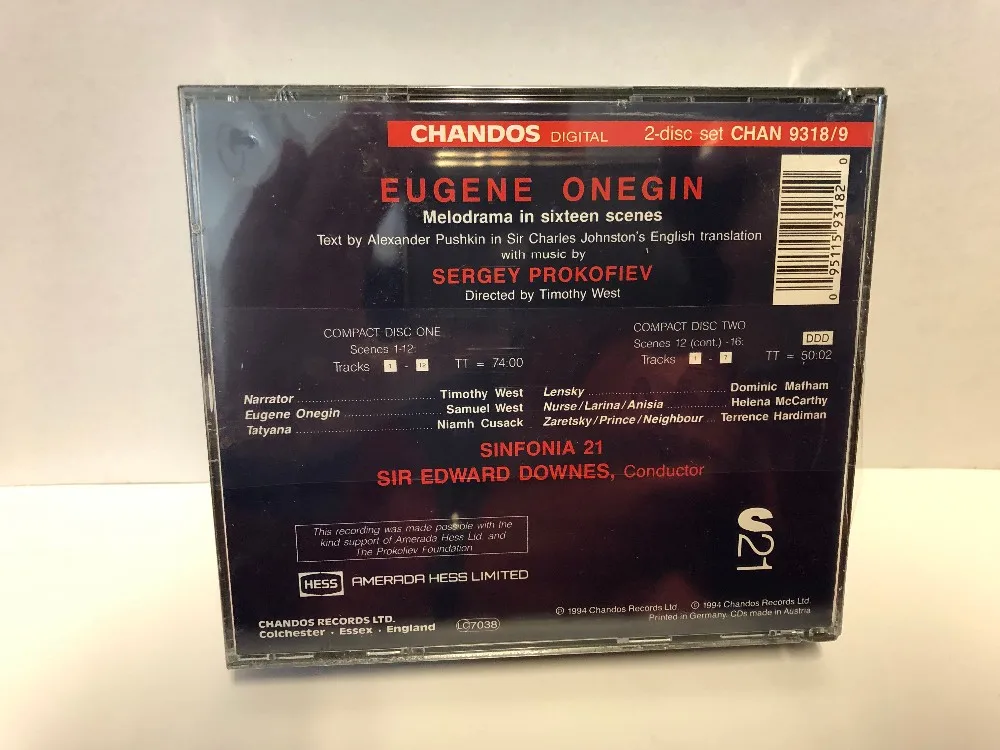 CHANDOS DIGITAL 2-disc set CHAN 9318/9
EUGENE ONEGIN
Melodrama in sixteen scenes
Text by Alexander Pushkin in Sir Charles Johnston's English translation
with music by
SERGEY PROKOFIEV
Directed by Timothy West
0 95115 93182 0
COMPACT DISC ONE
Scenes 1-12:
Tracks 1 - 12 TT = 74:00
COMPACT DISC TWO
Scenes 12 (cont.) -16:
Tracks 1 - 7 TT = 50:02
DDD
Narrator Timothy West
Eugene Onegin Samuel West
Tatyana Niamh Cusack
Lensky Dominic Mafham
Nurse/Larina/Anisia Helena McCarthy
Zaretsky/Prince/Neighbour Terrence Hardiman
SINFONIA 21
SIR EDWARD DOWNES, Conductor
This recording was made possible with the
kind support of Amerada Hess Ltd. and
The Prokofiev Foundation
HESS AMERADA HESS LIMITED
S21
CHANDOS RECORDS LTD.
Colchester · Essex · England
LC7038
℗ 1994 Chandos Records Ltd. © 1994 Chandos Records Ltd.
Printed in Germany. CDs made in Austria